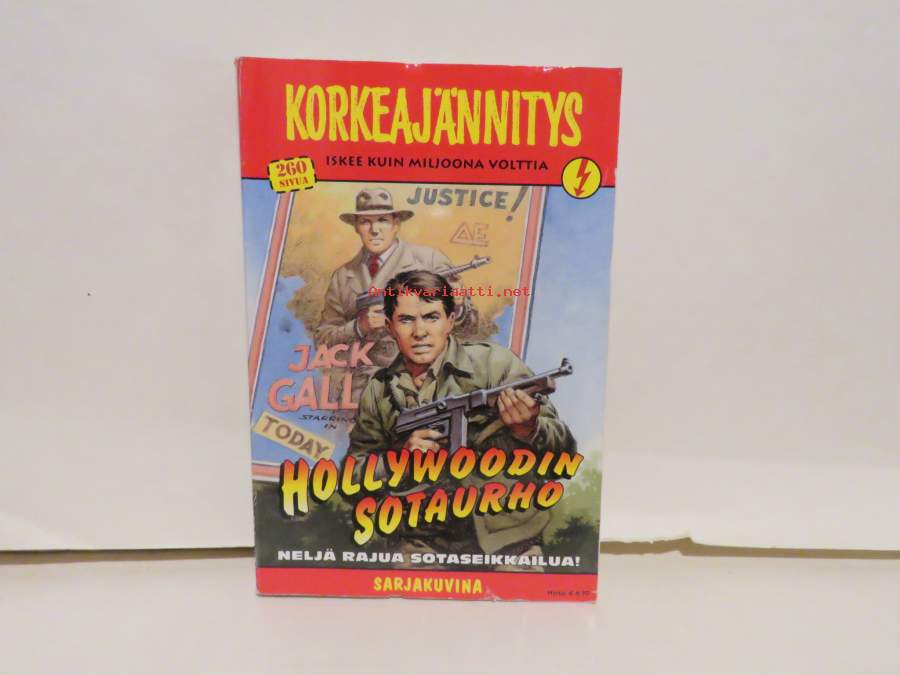 KORKEAJÄNNITYS
ISKEE KUIN MILJOONA VOLTTIA
260
SIVUA
JUSTICE!
AE
Antikvariaatti.net
JACK
GALL
STARRING
IN
TODAY
HOLLYWOODIN
SOTAURHO
NELJÄ RAJUA SOTASEIKKAILUA!
SARJAKUVINA